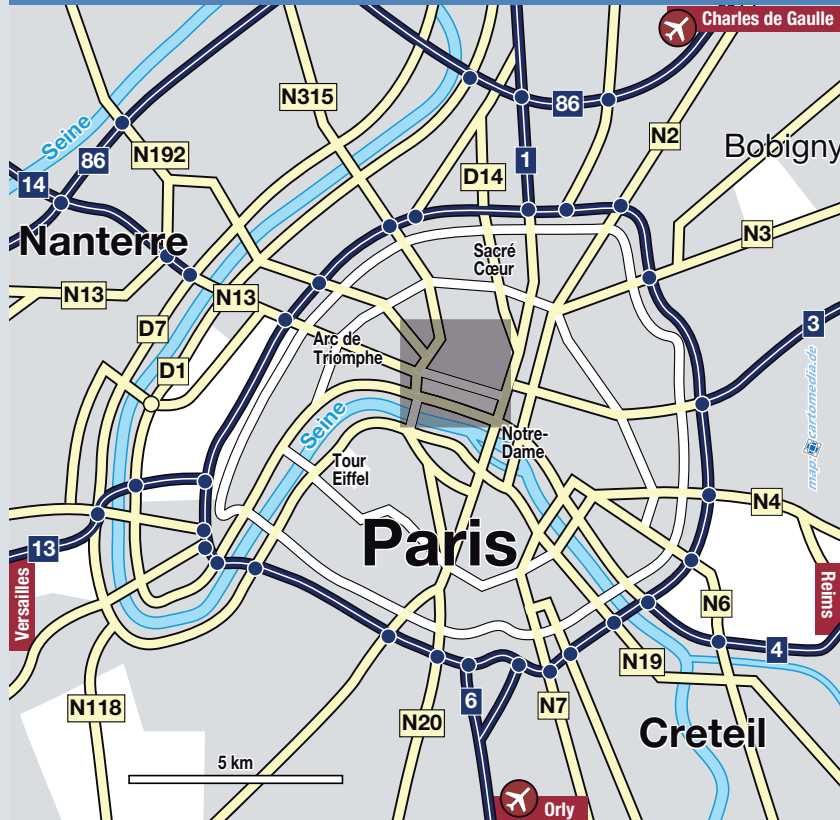 Charles de Gaulle
N315
86
N2
Seine
Bobigny
86
N192
1
D14
14
Nanterre
Sacré
Cœur
N3
N13
N13
D7
3
Arc de
Triomphe
D1
map cartomedia.de
Seine
Notre-
Dame
Tour
Eiffel
N4
Paris
13
Versailles
Reims
N6
4
N19
6
N118
N7
N20
Creteil
5 km
Orly